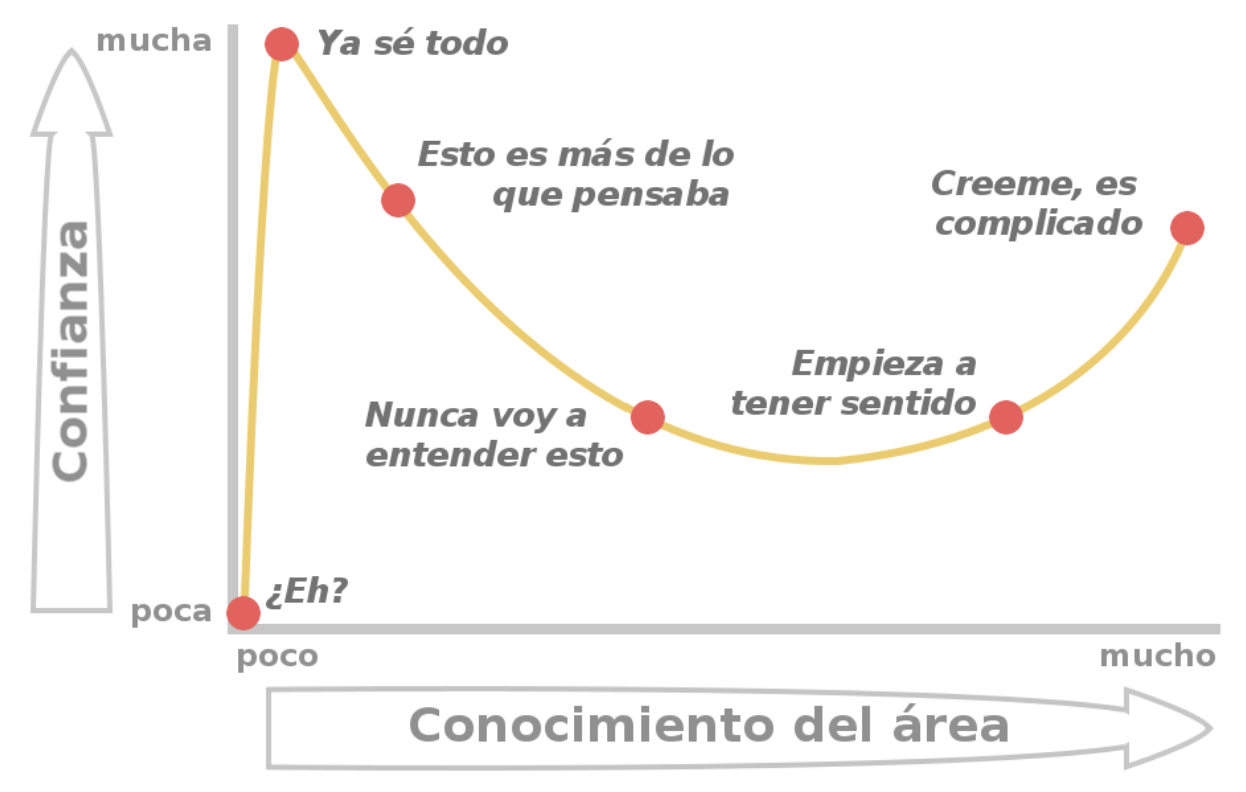 mucha
Ya sé todo
Esto es más de lo
que pensaba
Creeme, es
complicado
Confianza
Empieza a
tener sentido
Nunca voy a
entender esto
¿Eh?
poca
poco
mucho
Conocimiento del área